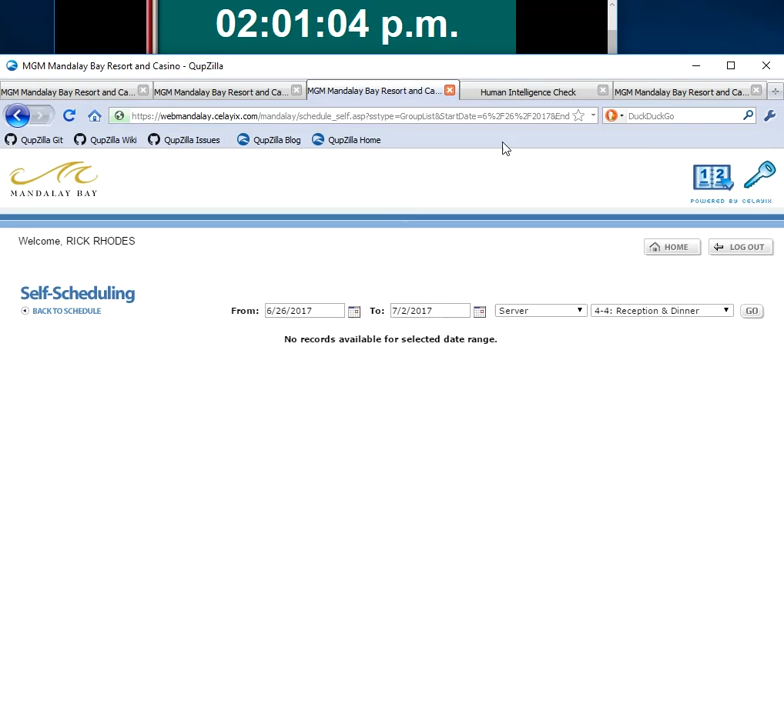 02:01:04 p.m.
MGM Mandalay Bay Resort and Casino - QupZilla
MGM Mandalay Bay Resort and Ca... MGM Mandalay Bay Resort and Ca... MGM Mandalay Bay Resort and Ca... Human Intelligence Check MGM Mandalay Bay Resort and Ca...
https://webmandalay.celayix.com/mandalay/schedule_self.asp?sstype=GroupList&StartDate=6%2F26%2F2017&End DuckDuckGo
QupZilla Git QupZilla Wiki QupZilla Issues QupZilla Blog QupZilla Home
MANDALAY BAY
1 2
POWERED BY CELAYIX
Welcome, RICK RHODES
HOME LOG OUT
Self-Scheduling
BACK TO SCHEDULE
From: 6/26/2017 To: 7/2/2017 Server 4-4: Reception & Dinner GO
No records available for selected date range.